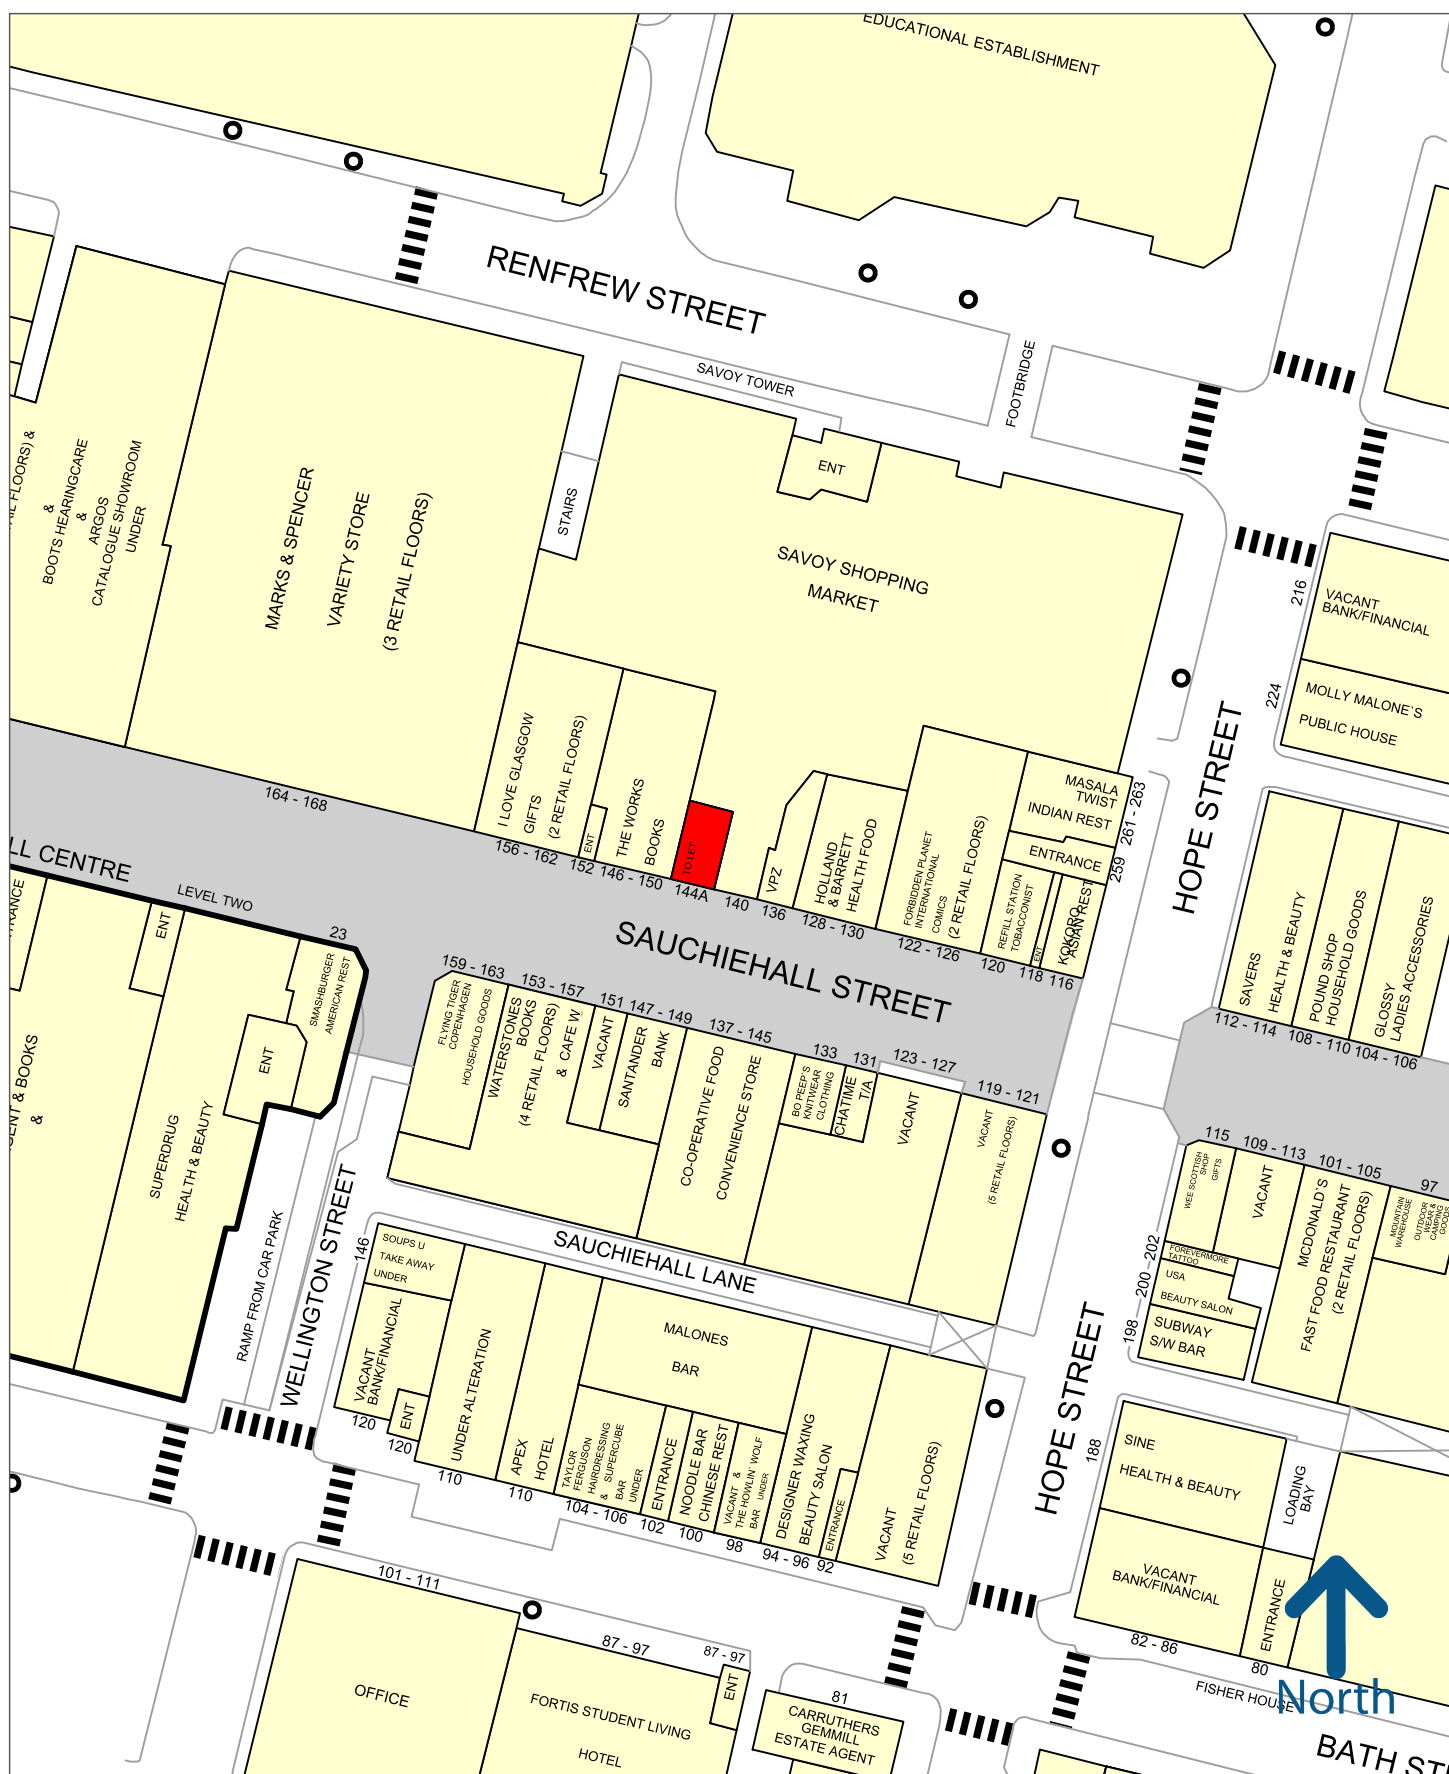 EDUCATIONAL ESTABLISHMENT
RENFREW STREET
SAVOY TOWER
FOOTBRIDGE
ENT
STAIRS
FLOORS) &
&
BOOTS HEARINGCARE
&
ARGOS
CATALOGUE SHOWROOM
UNDER
MARKS & SPENCER
VARIETY STORE
(3 RETAIL FLOORS)
SAVOY SHOPPING
MARKET
216
VACANT
BANK/FINANCIAL
224
MOLLY MALONE'S
PUBLIC HOUSE
HOPE STREET
164 - 168
I LOVE GLASGOW
GIFTS
(2 RETAIL FLOORS)
156 - 162
ENT
152
THE WORKS
BOOKS
146 - 150
TO LET
144A
140
VPZ
136
HOLLAND
& BARRETT
HEALTH FOOD
128 - 130
FORBIDDEN PLANET
INTERNATIONAL
COMICS
(2 RETAIL FLOORS)
122 - 126
MASALA
TWIST
INDIAN REST
261 - 263
ENTRANCE
259
REFILL STATION
TOBACCONIST
120
ENT
118
KOKORO
ASIAN REST
116
SAVERS
HEALTH & BEAUTY
112 - 114
POUND SHOP
HOUSEHOLD GOODS
108 - 110
GLOSSY
LADIES ACCESSORIES
104 - 106
LL CENTRE
LEVEL TWO
ENT
23
SMASHBURGER
AMERICAN REST
ENT
SUPERDRUG
HEALTH & BEAUTY
& BOOKS
&
SAUCHIEHALL STREET
159 - 163
FLYING TIGER
COPENHAGEN
HOUSEHOLD GOODS
153 - 157
WATERSTONES
BOOKS
(4 RETAIL FLOORS)
& CAFE W
151
VACANT
147 - 149
SANTANDER
BANK
137 - 145
CO-OPERATIVE FOOD
CONVENIENCE STORE
133
BO PEEP'S
KNITWEAR
CLOTHING
131
CHATIME
T/A
123 - 127
VACANT
119 - 121
VACANT
(5 RETAIL FLOORS)
115
WEE SCOTTISH
SHOP
GIFTS
109 - 113
VACANT
101 - 105
MCDONALD'S
FAST FOOD RESTAURANT
(2 RETAIL FLOORS)
97
MOUNTAIN
WAREHOUSE
OUTDOOR
WEAR &
CAMPING
GOODS
200 - 202
FOREVERMORE
TATTOO
USA
BEAUTY SALON
198
SUBWAY
S/W BAR
RAMP FROM CAR PARK
WELLINGTON STREET
SAUCHIEHALL LANE
146
SOUPS U
TAKE AWAY
UNDER
VACANT
BANK/FINANCIAL
120
ENT
120
UNDER ALTERATION
110
APEX
HOTEL
110
MALONES
BAR
TAYLOR
FERGUSON
HAIRDRESSING
& SUPERCUBE
BAR
UNDER
104 - 106
ENTRANCE
102
NOODLE BAR
CHINESE REST
100
VACANT &
THE HOWLIN' WOLF
BAR UNDER
98
DESIGNER WAXING
BEAUTY SALON
94 - 96
ENTRANCE
92
VACANT
(5 RETAIL FLOORS)
HOPE STREET
188
SINE
HEALTH & BEAUTY
LOADING
BAY
VACANT
BANK/FINANCIAL
82 - 86
ENTRANCE
80
FISHER HOUSE
North
BATH ST
101 - 111
OFFICE
87 - 97
FORTIS STUDENT LIVING
HOTEL
87 - 97
ENT
81
CARRUTHERS
GEMMILL
ESTATE AGENT